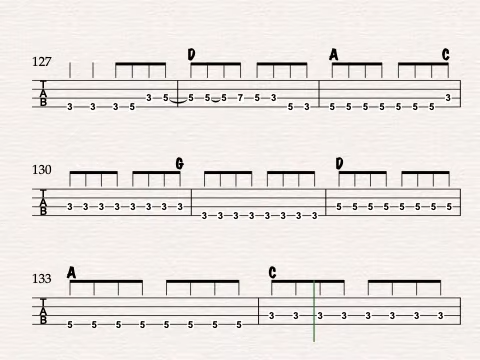 D A C
127
T
A
B
3 5 5 5 5 7 5 3 3
3 3 3 5 5 3 5 5 5 5 5 5 5
G D
130
T
A
B
3 3 3 3 3 3 3 3 5 5 5 5 5 5 5 5
3 3 3 3 3 3 3 3
A C
133
T
A
B
3 3 3 3 3 3 3 3
5 5 5 5 5 5 5 5